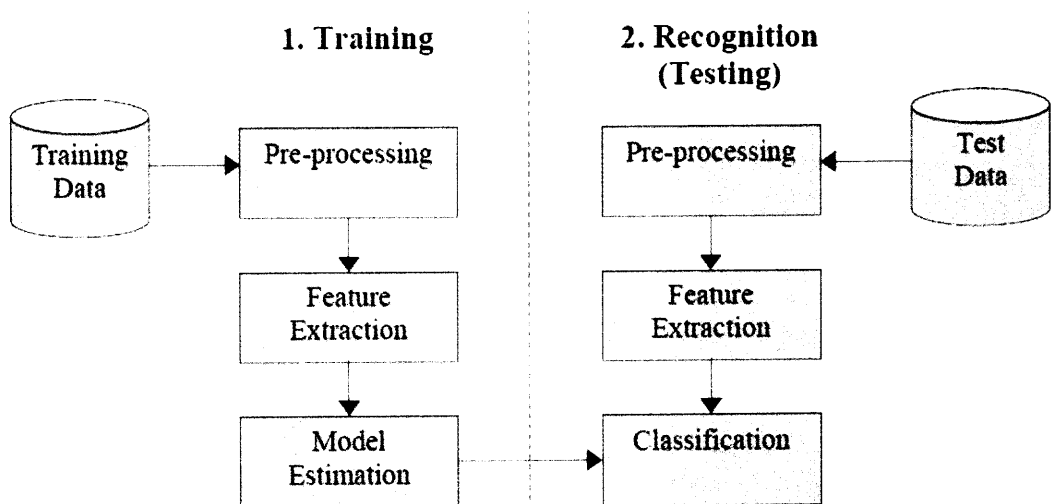 1. Training
2. Recognition
(Testing)
Training
Data
Pre-processing
Feature
Extraction
Model
Estimation
Pre-processing
Feature
Extraction
Classification
Test
Data